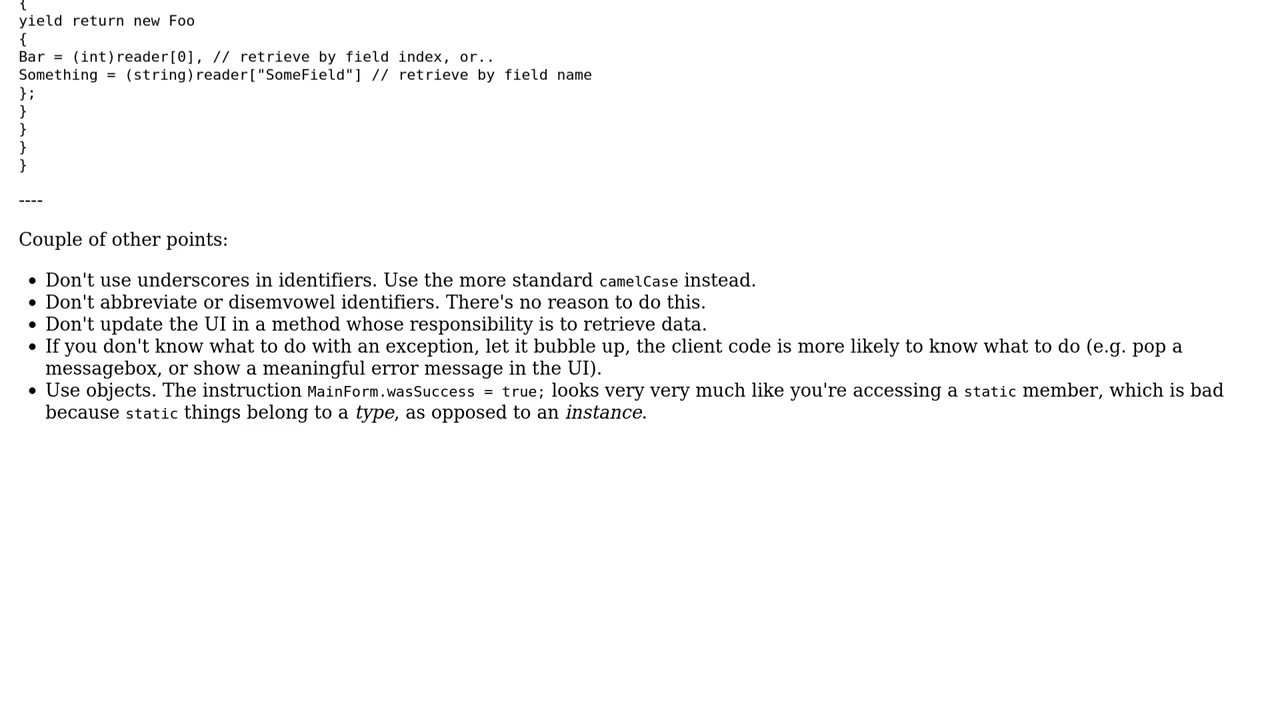 {
yield return new Foo
{
Bar = (int)reader[0], // retrieve by field index, or..
Something = (string)reader["SomeField"] // retrieve by field name
};
}
}
}
}
----
Couple of other points:
• Don't use underscores in identifiers. Use the more standard camelCase instead.
• Don't abbreviate or disemvowel identifiers. There's no reason to do this.
• Don't update the UI in a method whose responsibility is to retrieve data.
• If you don't know what to do with an exception, let it bubble up, the client code is more likely to know what to do (e.g. pop a
messagebox, or show a meaningful error message in the UI).
• Use objects. The instruction MainForm.wasSuccess = true; looks very very much like you're accessing a static member, which is bad
because static things belong to a type, as opposed to an instance.